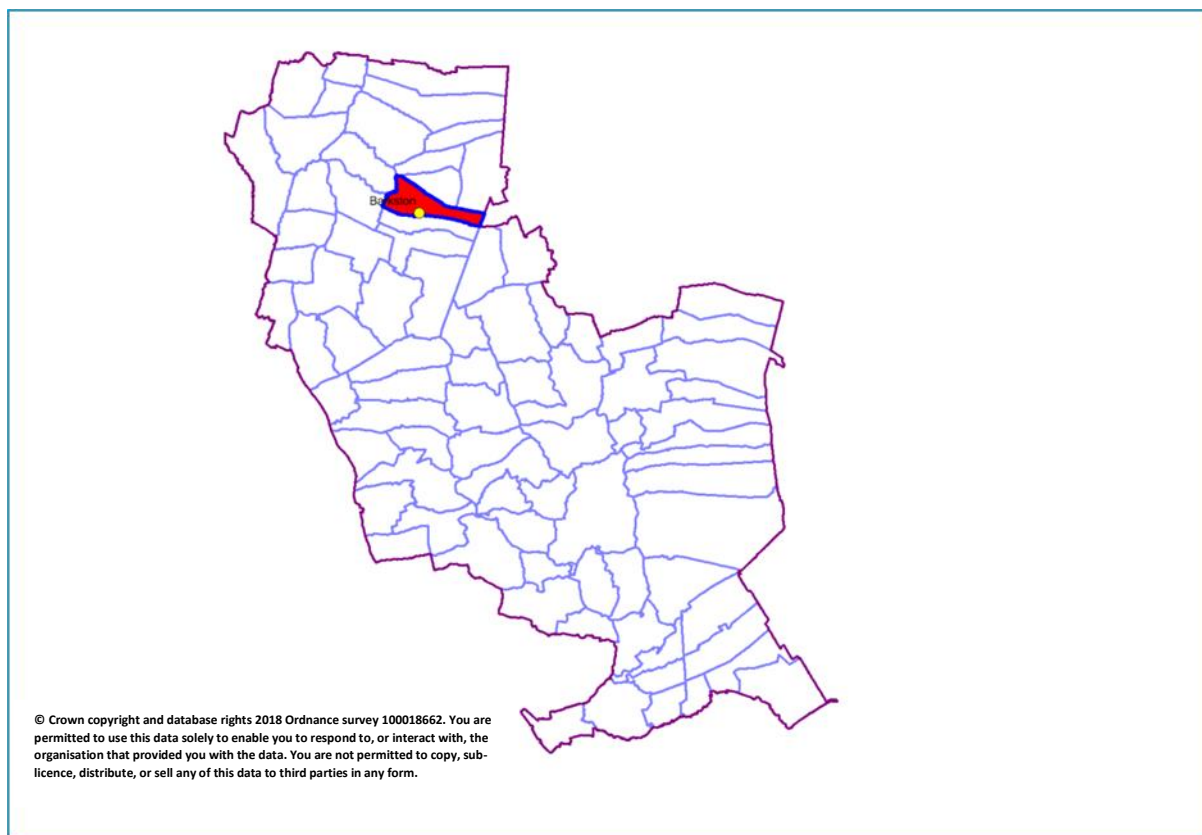 Barkston
© Crown copyright and database rights 2018 Ordnance survey 100018662. You are
permitted to use this data solely to enable you to respond to, or interact with, the
organisation that provided you with the data. You are not permitted to copy, sub-
licence, distribute, or sell any of this data to third parties in any form.